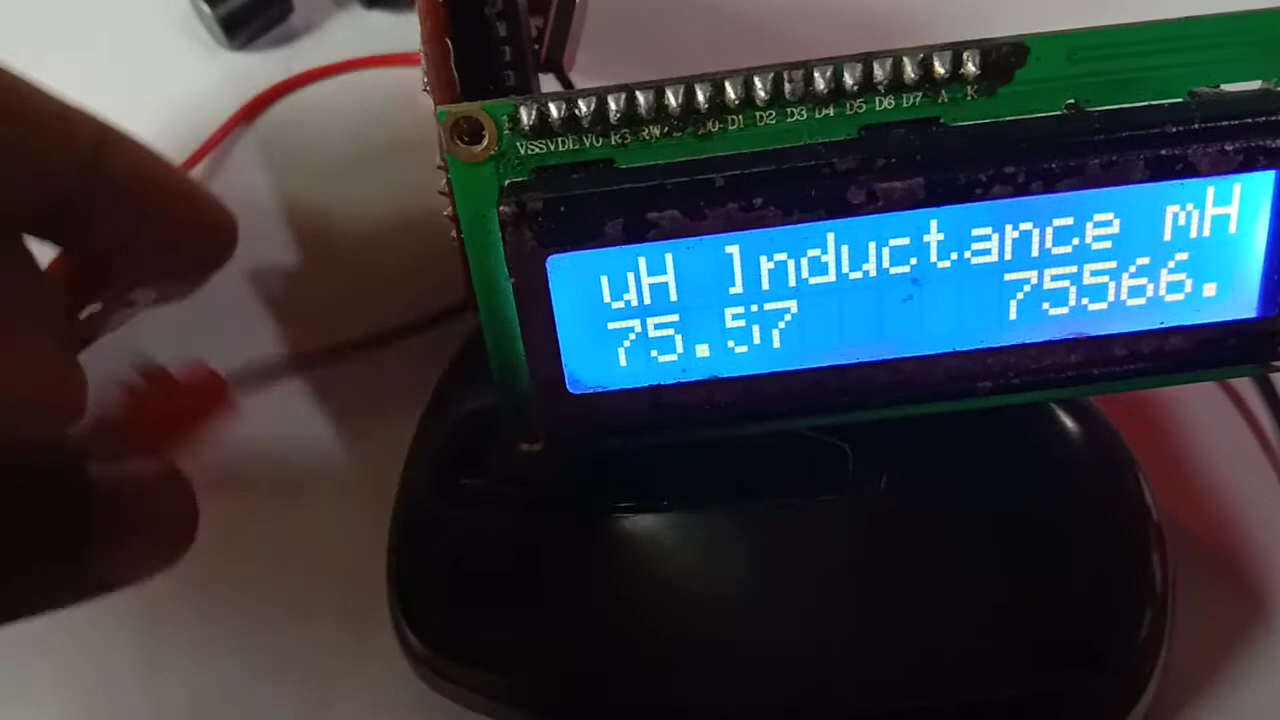 VSS VDD V0 RS RW E D0 D1 D2 D3 D4 D5 D6 D7 A K
uH Inductance mH
75.57 75566.